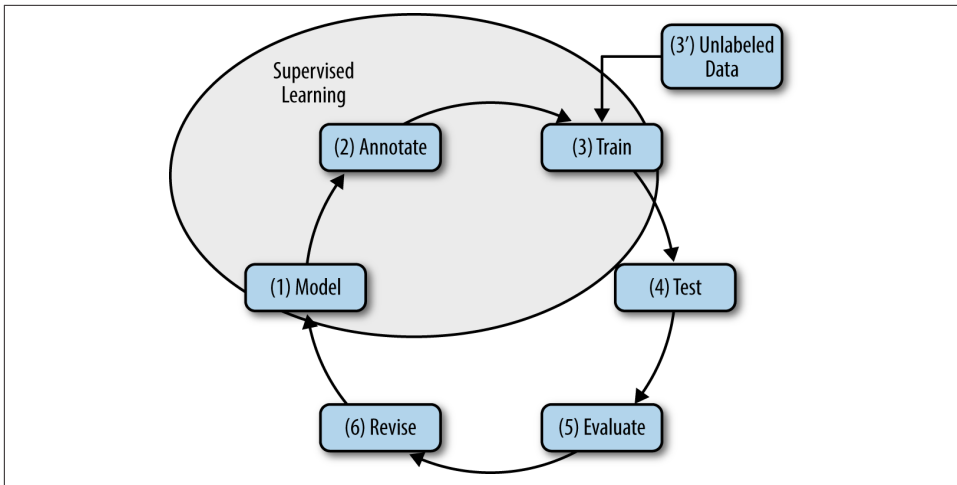 (3′) Unlabeled
Data
Supervised
Learning
(2) Annotate
(3) Train
(1) Model
(4) Test
(6) Revise
(5) Evaluate